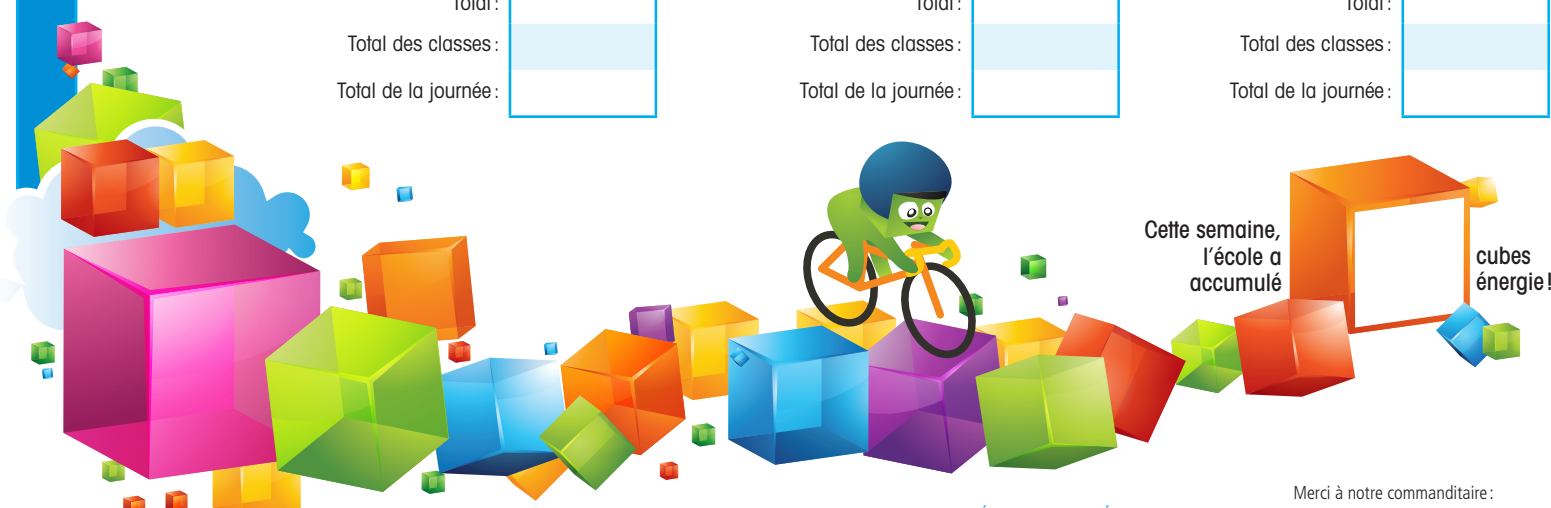 Total :
Total :
Total :
Total des classes :
Total des classes :
Total des classes :
Total de la journée :
Total de la journée :
Total de la journée :
Cette semaine,
l'école a
accumulé
cubes
énergie !
Merci à notre commanditaire :